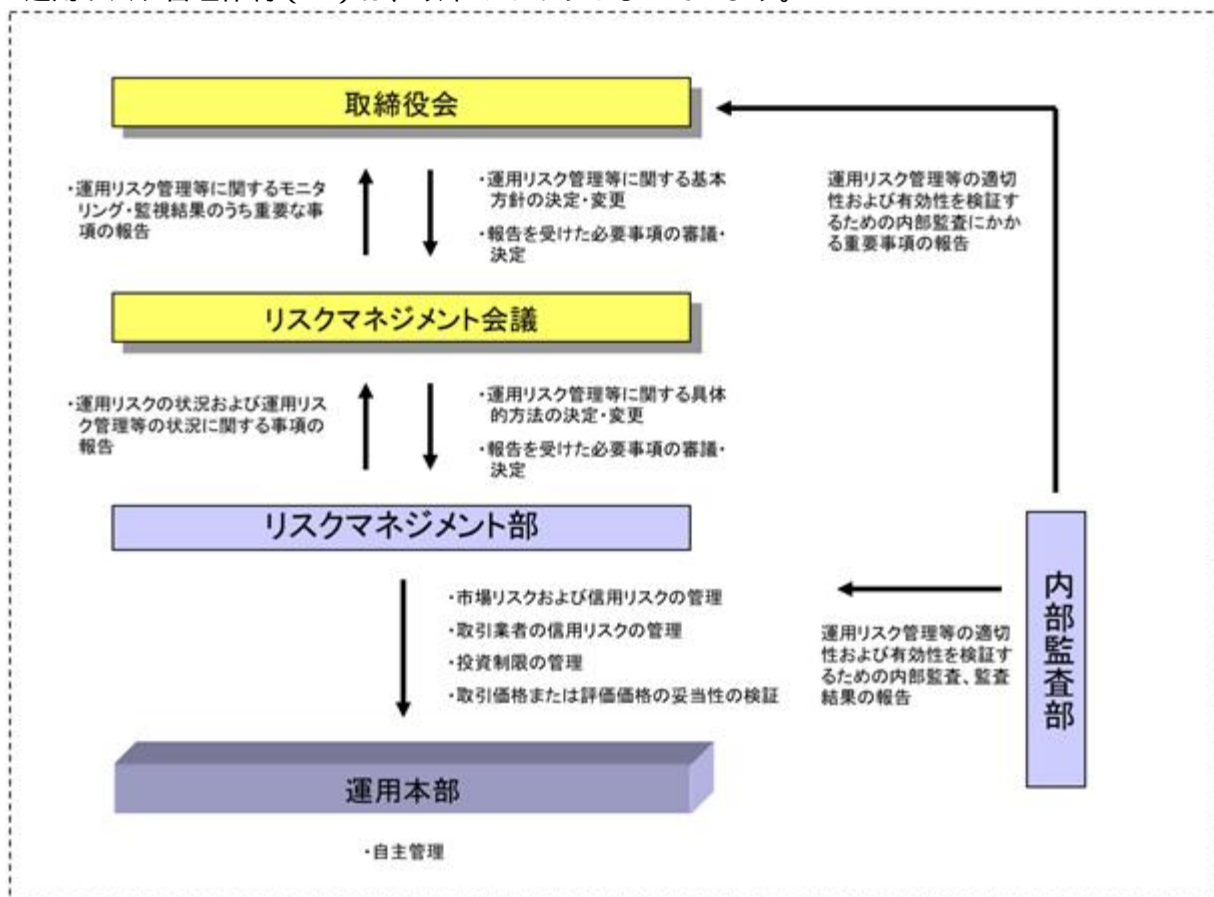 取締役会
・運用リスク管理等に関するモニタ
リング・監視結果のうち重要な事
項の報告
・運用リスク管理等に関する基本
方針の決定・変更
・報告を受けた必要事項の審議・
決定
運用リスク管理等の適切
性および有効性を検証す
るための内部監査にかか
る重要事項の報告
リスクマネジメント会議
・運用リスクの状況および運用リス
ク管理等の状況に関する事項の
報告
・運用リスク管理等に関する具体
的方法の決定・変更
・報告を受けた必要事項の審議・
決定
リスクマネジメント部
・市場リスクおよび信用リスクの管理
・取引業者の信用リスクの管理
・投資制限の管理
・取引価格または評価価格の妥当性の検証
運用リスク管理等の適切
性および有効性を検証す
るための内部監査、監査
結果の報告
内部監査部
運用本部
・自主管理